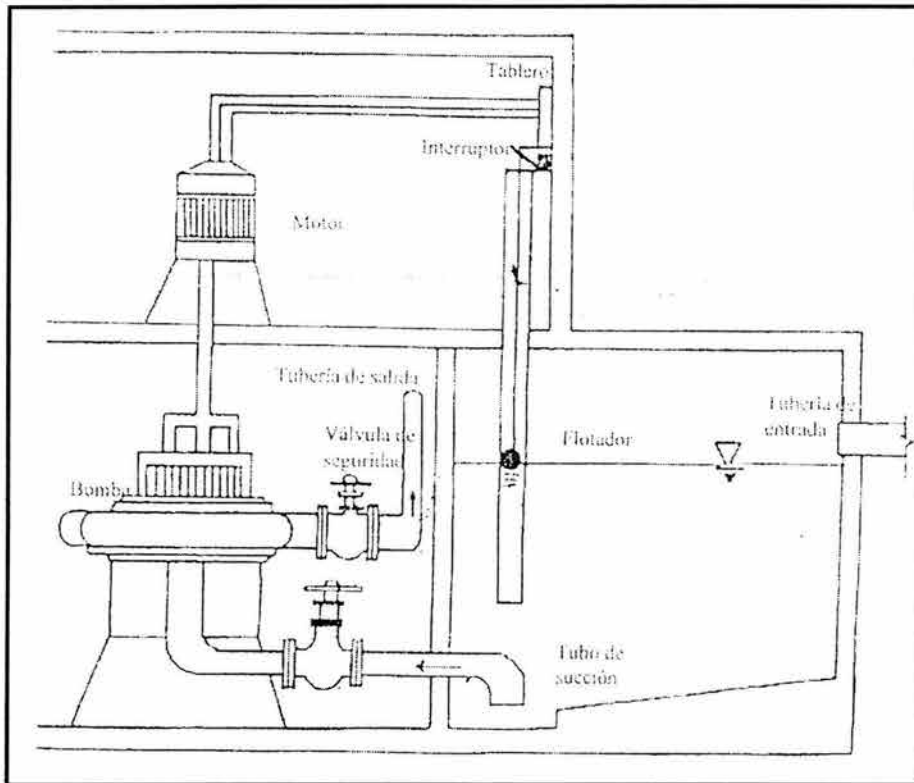 Tablero
Interruptor
Motor
Tubería de salida
Tubería de
entrada
Flotador
Válvula de
seguridad
Bomba
Tubo de
succión